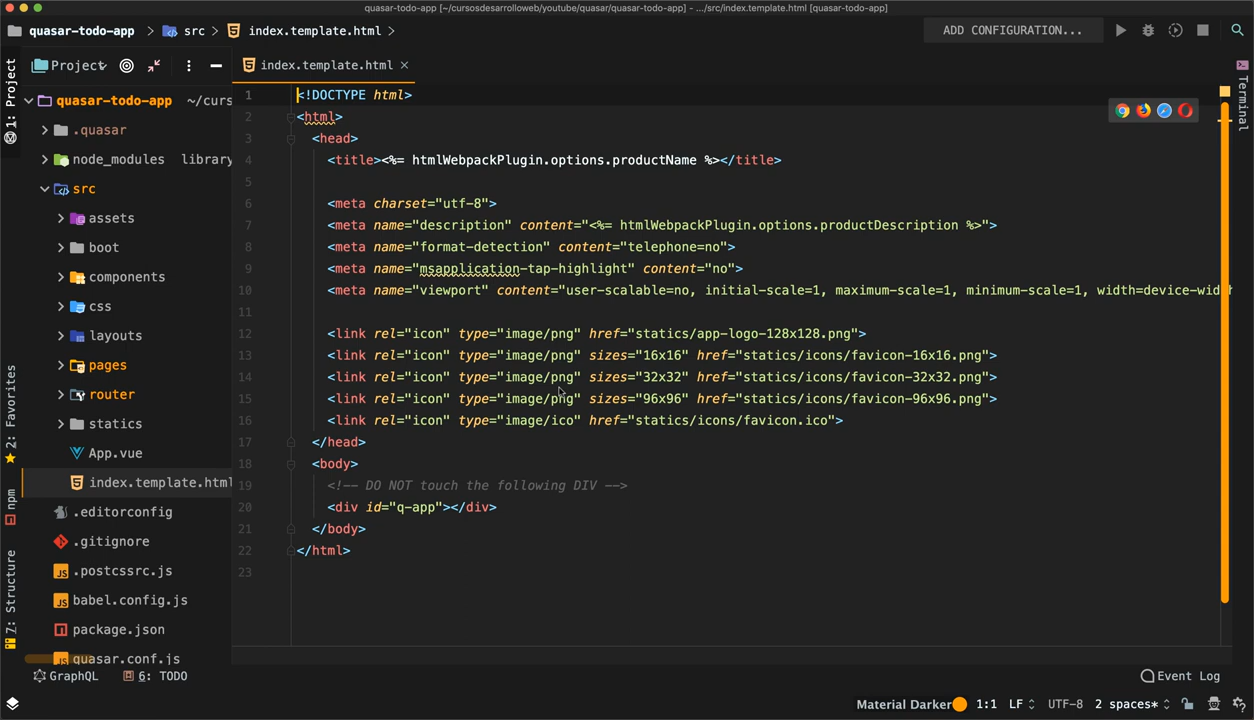 quasar-todo-app [~/cursosdesarrolloweb/youtube/quasar/quasar-todo-app] - .../src/index.template.html [quasar-todo-app]
quasar-todo-app > src > index.template.html >
ADD CONFIGURATION...
1: Project
Project
index.template.html ×
Terminal
quasar-todo-app ~/curs
.quasar
node_modules library
src
assets
boot
components
css
layouts
pages
router
statics
App.vue
index.template.html
.editorconfig
.gitignore
.postcssrc.js
babel.config.js
package.json
quasar.conf.js
2: Favorites
npm
7: Structure
1 <!DOCTYPE html>
2 <html>
3 <head>
4 <title><%= htmlWebpackPlugin.options.productName %></title>
5
6 <meta charset="utf-8">
7 <meta name="description" content="<%= htmlWebpackPlugin.options.productDescription %>">
8 <meta name="format-detection" content="telephone=no">
9 <meta name="msapplication-tap-highlight" content="no">
10 <meta name="viewport" content="user-scalable=no, initial-scale=1, maximum-scale=1, minimum-scale=1, width=device-widt
11
12 <link rel="icon" type="image/png" href="statics/app-logo-128x128.png">
13 <link rel="icon" type="image/png" sizes="16x16" href="statics/icons/favicon-16x16.png">
14 <link rel="icon" type="image/png" sizes="32x32" href="statics/icons/favicon-32x32.png">
15 <link rel="icon" type="image/png" sizes="96x96" href="statics/icons/favicon-96x96.png">
16 <link rel="icon" type="image/ico" href="statics/icons/favicon.ico">
17 </head>
18 <body>
19 <!-- DO NOT touch the following DIV -->
20 <div id="q-app"></div>
21 </body>
22 </html>
23
GraphQL 6: TODO Event Log
Material Darker 1:1 LF UTF-8 2 spaces*